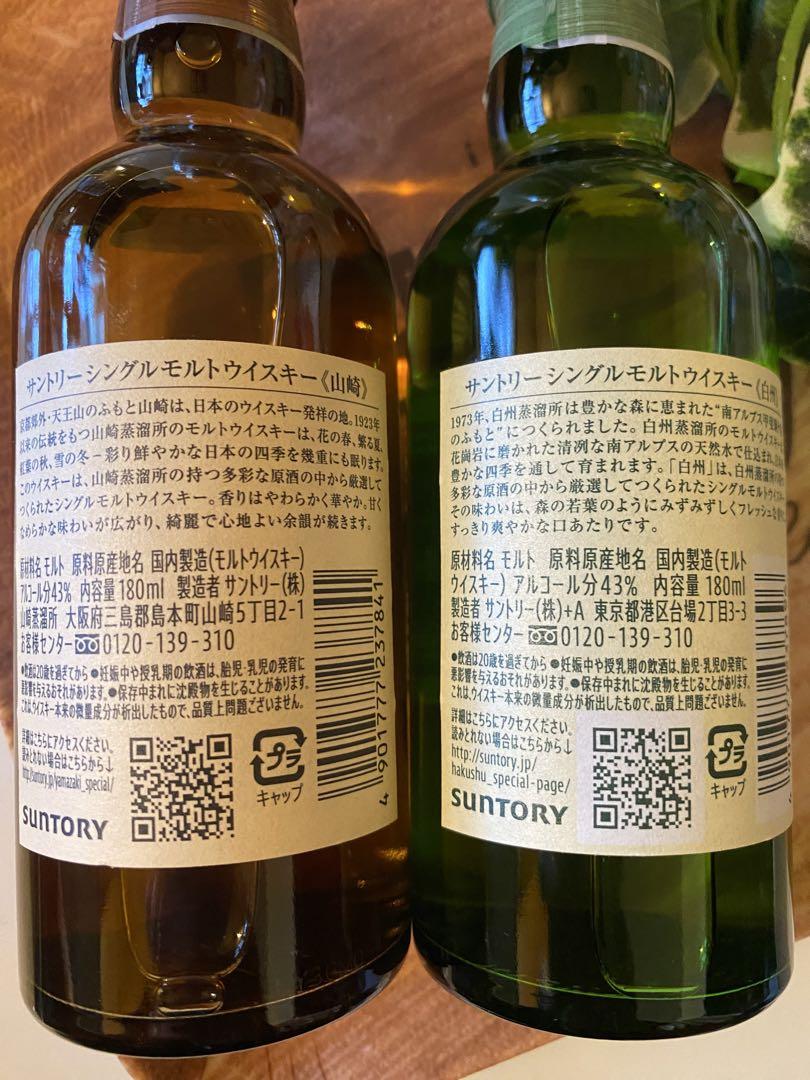 サントリーシングルモルトウイスキー《山崎》
京都郊外・天王山のふもと山崎は、日本のウイスキー発祥の地。1923
以来の伝統をもつ山崎蒸溜所のモルトウイスキーは、花の春、繁る夏、
紅葉の秋、雪の冬−彩り鮮やかな日本の四季を幾重にも眠ります。
このウイスキーは、山崎蒸溜所の持つ多彩な原酒の中から厳選して
つくられたシングルモルトウイスキー。香りはやわらかく華やか。甘く
なめらかな味わいが広がり、綺麗で心地よい余韻が続きます。
原材料名 モルト 原料原産地名 国内製造(モルトウイスキー)
アルコール分43% 内容量180ml 製造者 サントリー(株)
山崎蒸溜所 大阪府三島郡島本町山崎5丁目2-1
お客様センター 0120-139-310
●飲酒は20歳を過ぎてから ●妊娠中や授乳期の飲酒は、胎児・乳児の発育に
悪影響を与えるおそれがあります。●保存中まれに沈殿物を生じることがありますが、
これは、ウイスキー本来の微量成分が析出したもので、品質上問題ございません。
詳細はこちらにアクセスください。
読みとれない場合はこちらから↓
http://suntory.jp/yamazaki_special/
SUNTORY
プラ
キャップ
4 901777 237841
サントリーシングルモルトウイスキー《白州》
1973年、白州蒸溜所は豊かな森に恵まれた“南アルプス甲斐駒
のふもと”につくられました。白州蒸溜所のモルトウイスキー
花崗岩に磨かれた清冽な南アルプスの天然水で仕込まれ、
豊かな四季を通して育まれます。「白州」は、白州蒸溜所の
多彩な原酒の中から厳選してつくられたシングルモルトウイスキー
その味わいは、森の若葉のようにみずみずしくフレッシュな
すっきり爽やかな口あたりです。
原材料名 モルト 原料原産地名 国内製造(モルト
ウイスキー) アルコール分43% 内容量180ml
製造者 サントリー(株)+A 東京都港区台場2丁目3-3
お客様センター 0120-139-310
●飲酒は20歳を過ぎてから ●妊娠中や授乳期の飲酒は、胎児・乳児の発育に
悪影響を与えるおそれがあります。●保存中まれに沈殿物を生じることがありますが、
これは、ウイスキー本来の微量成分が析出したもので、品質上問題ございません。
詳細はこちらにアクセスください。
読みとれない場合はこちらから↓
http://suntory.jp/
hakushu_special-page/
SUNTORY
プラ
キャップ